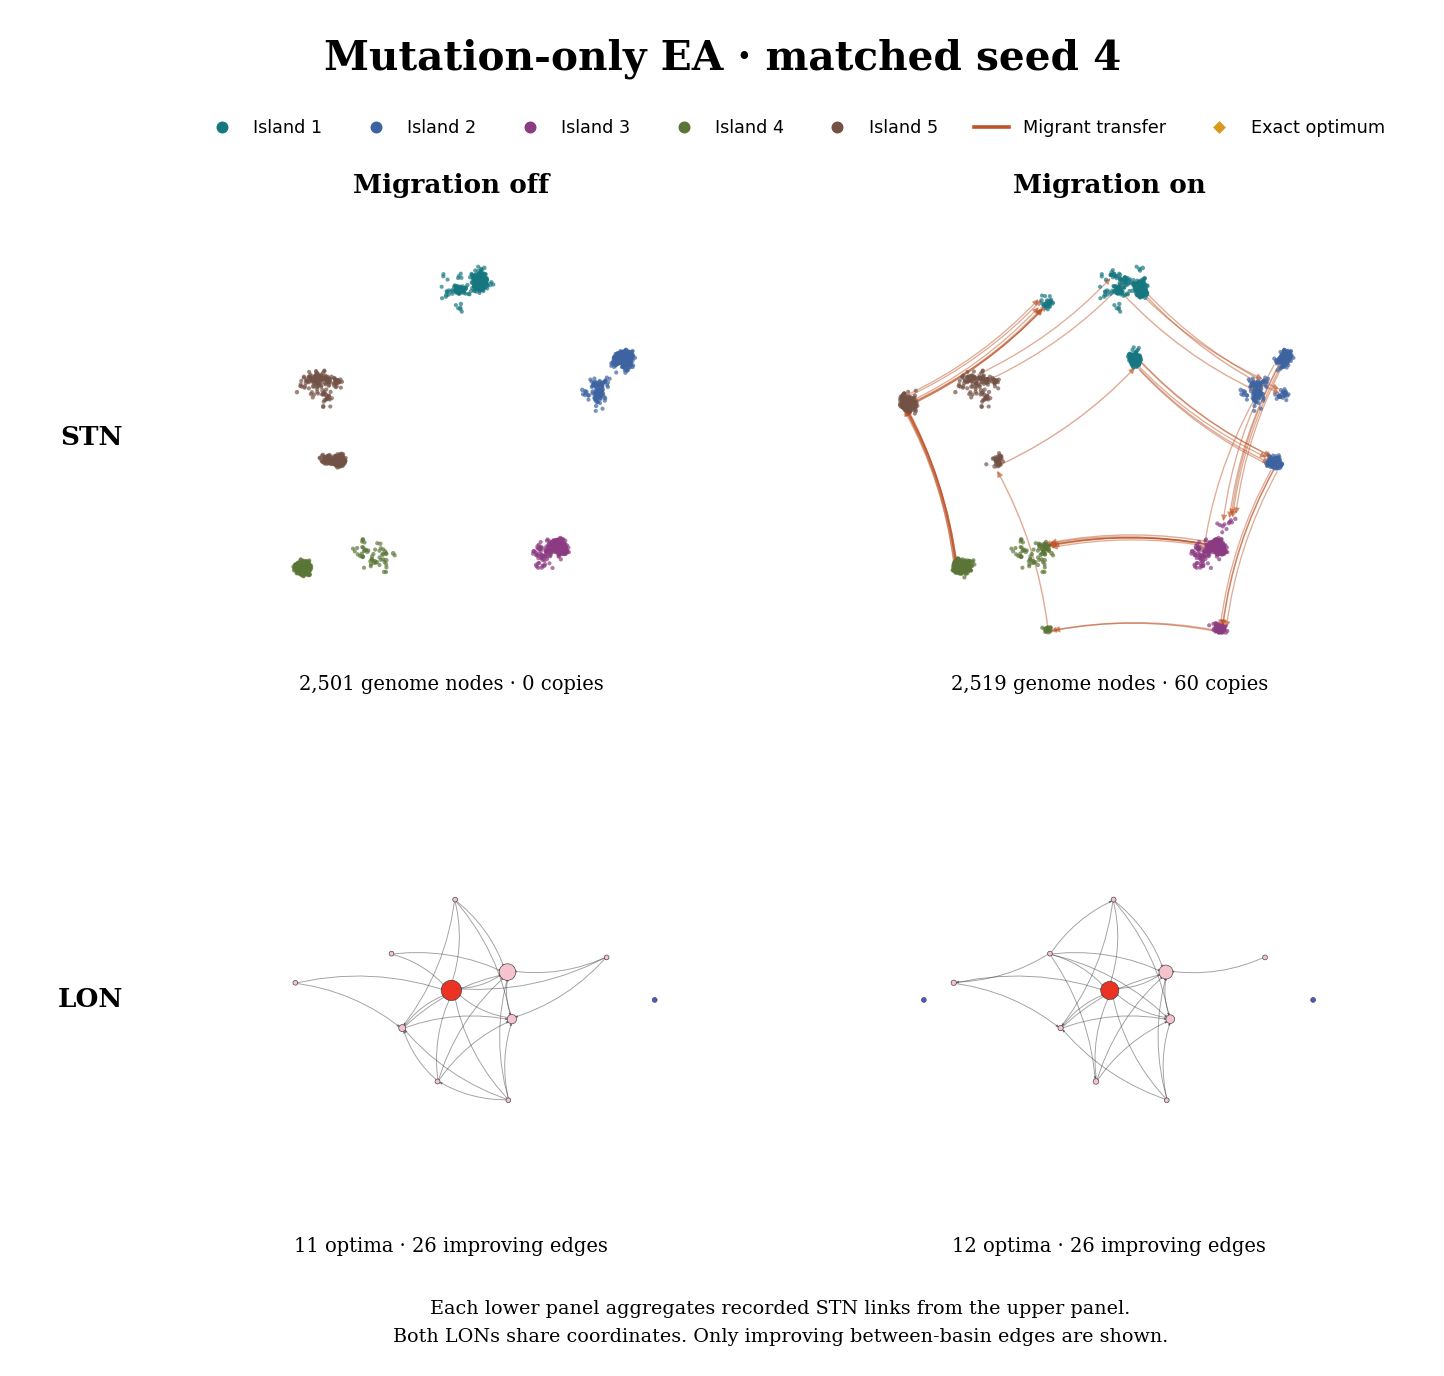 Mutation-only EA · matched seed 4
Island 1 Island 2 Island 3 Island 4 Island 5 Migrant transfer Exact optimum
Migration off Migration on
STN
2,501 genome nodes · 0 copies 2,519 genome nodes · 60 copies
LON
11 optima · 26 improving edges 12 optima · 26 improving edges
Each lower panel aggregates recorded STN links from the upper panel.
Both LONs share coordinates. Only improving between-basin edges are shown.